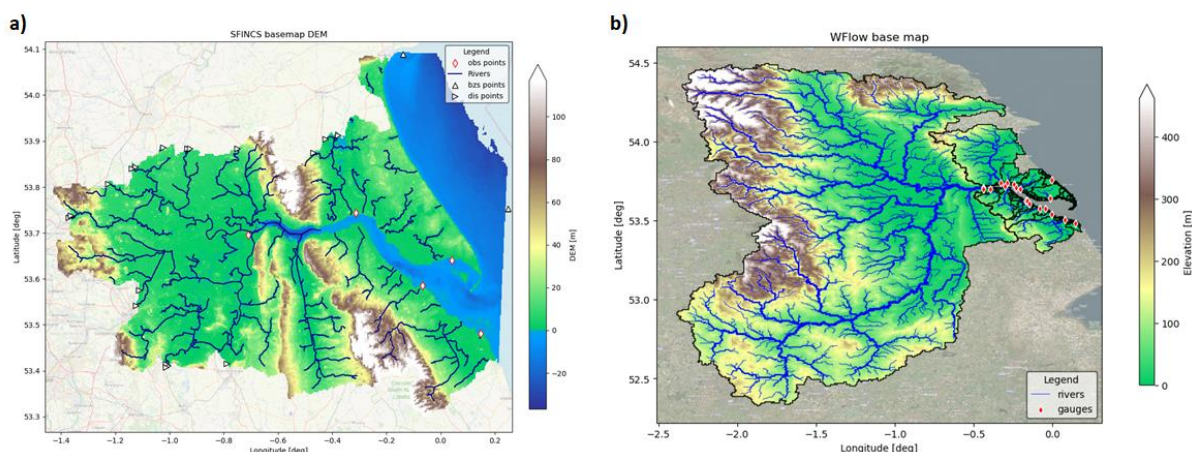 a)
SFINCS basemap DEM
54.1
54.0
53.9
53.8
53.7
53.6
53.5
53.4
53.3
Latitude [deg]
-1.4
-1.2
-1.0
-0.8
-0.6
-0.4
-0.2
0.0
0.2
Longitude [deg]
Legend
obs points
Rivers
bzs points
dis points
100
80
60
40
20
0
-20
DEM [m]
b)
WFlow base map
54.5
54.0
53.5
53.0
52.5
Latitude [deg]
-2.5
-2.0
-1.5
-1.0
-0.5
0.0
Longitude [deg]
Legend
rivers
gauges
400
300
200
100
0
Elevation [m]